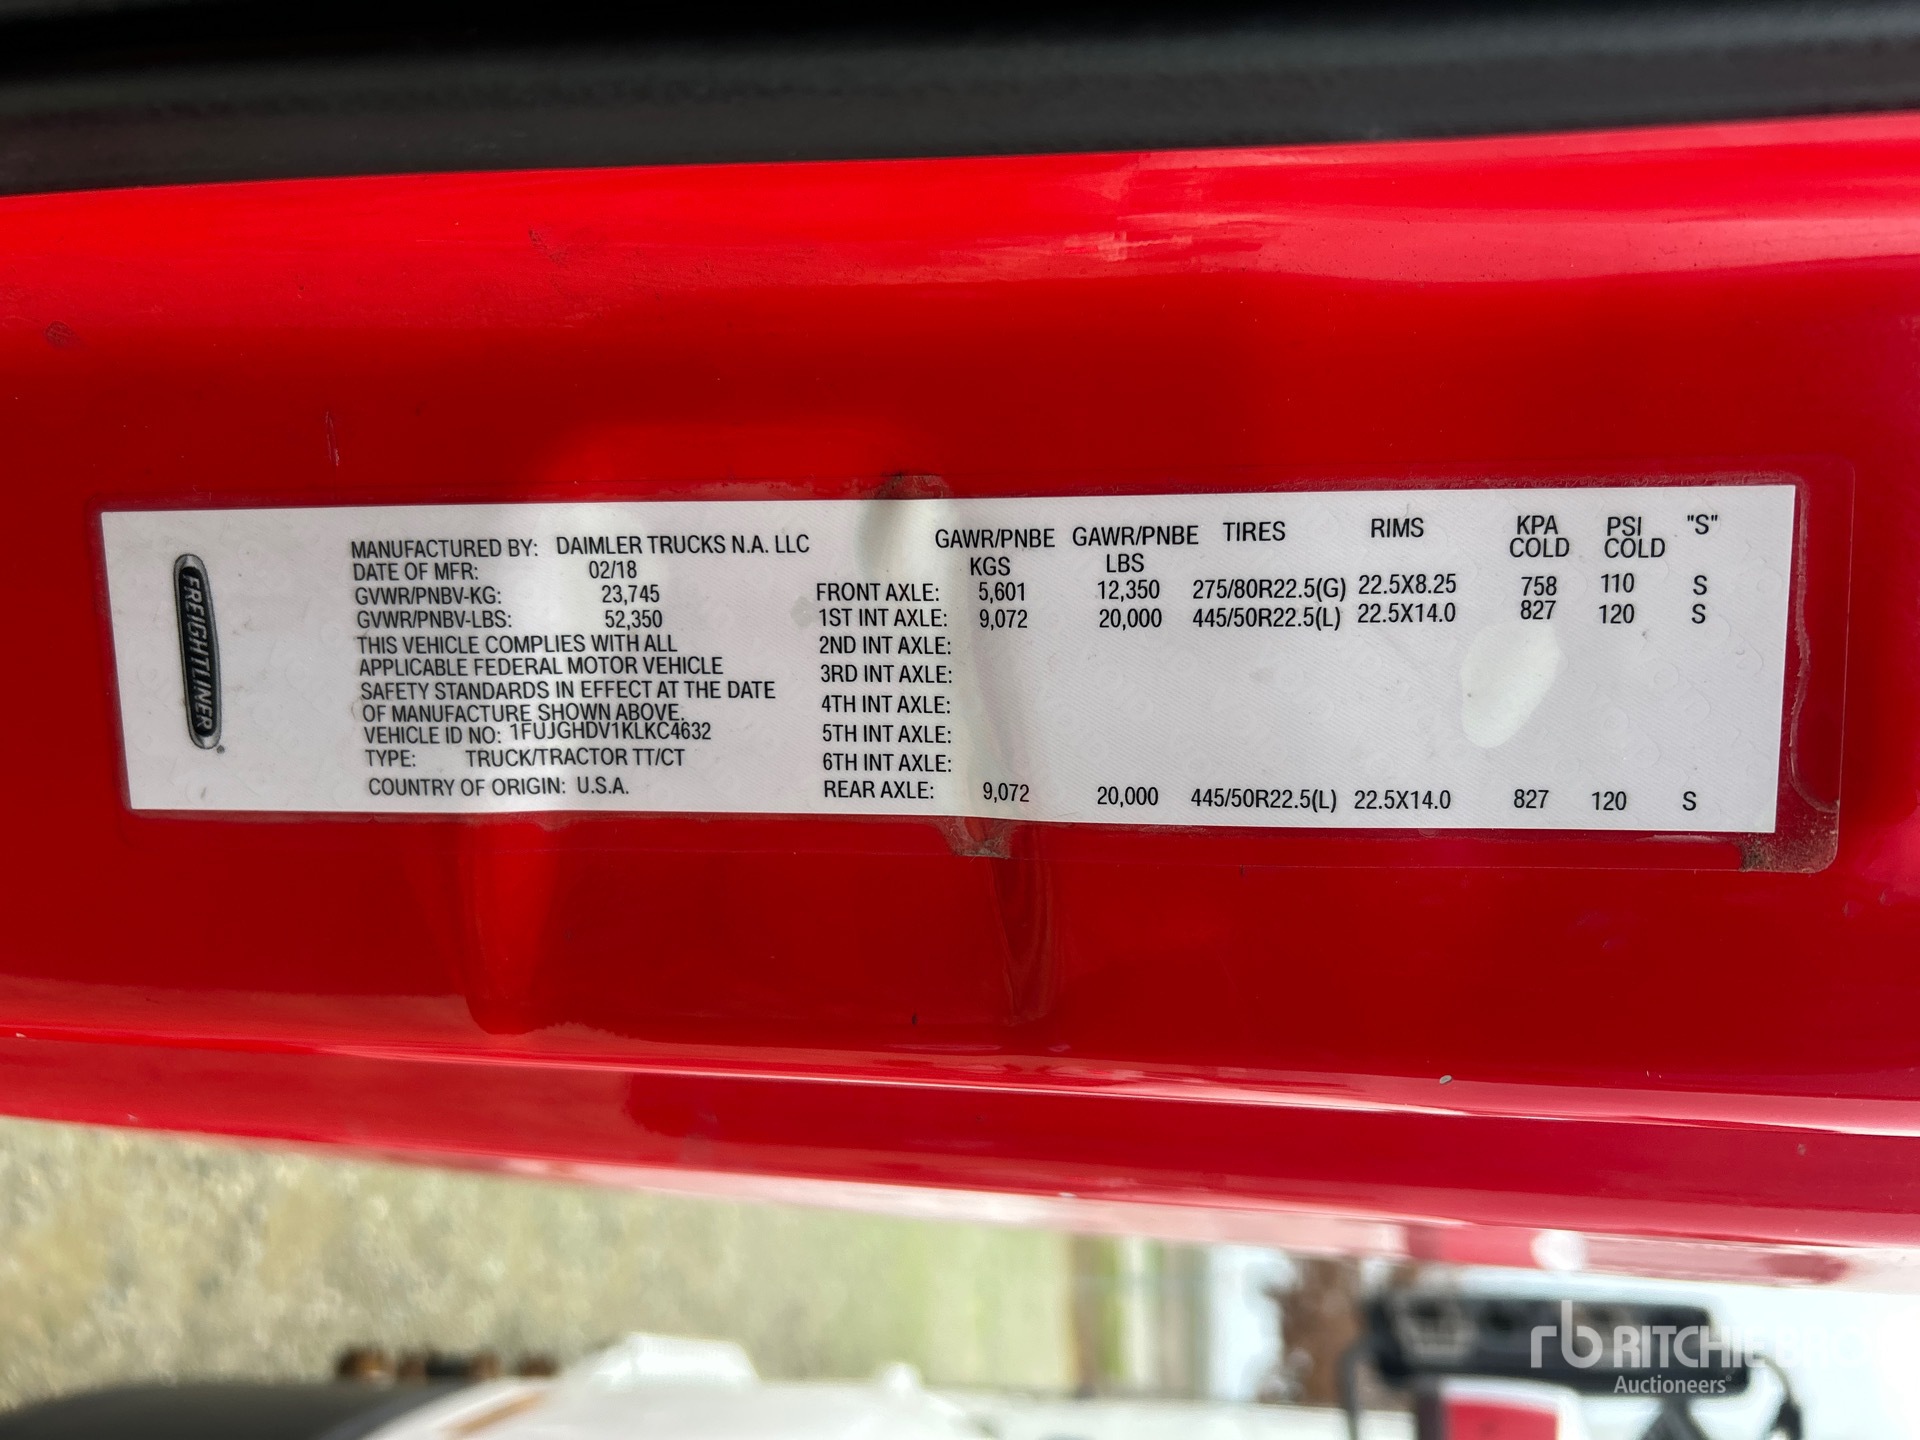 FREIGHTLINER
MANUFACTURED BY: DAIMLER TRUCKS N.A. LLC
DATE OF MFR: 02/18
GVWR/PNBV-KG: 23,745
GVWR/PNBV-LBS: 52,350
THIS VEHICLE COMPLIES WITH ALL
APPLICABLE FEDERAL MOTOR VEHICLE
SAFETY STANDARDS IN EFFECT AT THE DATE
OF MANUFACTURE SHOWN ABOVE.
VEHICLE ID NO: 1FUJGHDV1KLKC4632
TYPE: TRUCK/TRACTOR TT/CT
COUNTRY OF ORIGIN: U.S.A.
GAWR/PNBE KGS GAWR/PNBE LBS TIRES RIMS KPA COLD PSI COLD "S"
FRONT AXLE: 5,601 12,350 275/80R22.5(G) 22.5X8.25 758 110 S
1ST INT AXLE: 9,072 20,000 445/50R22.5(L) 22.5X14.0 827 120 S
2ND INT AXLE:
3RD INT AXLE:
4TH INT AXLE:
5TH INT AXLE:
6TH INT AXLE:
REAR AXLE: 9,072 20,000 445/50R22.5(L) 22.5X14.0 827 120 S
rb RITCHIE
Auctioneers